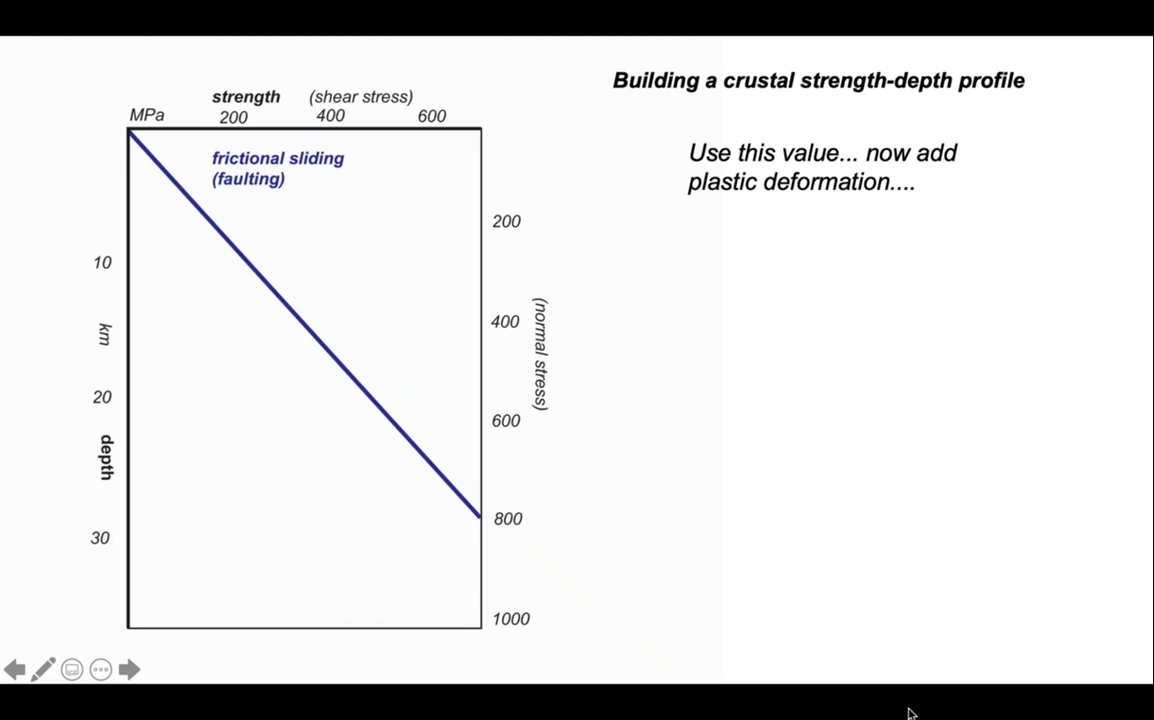 Building a crustal strength-depth profile
Use this value... now add
plastic deformation....
strength (shear stress)
MPa 200 400 600
frictional sliding
(faulting)
10
km
20
depth
30
200
400
(normal stress)
600
800
1000